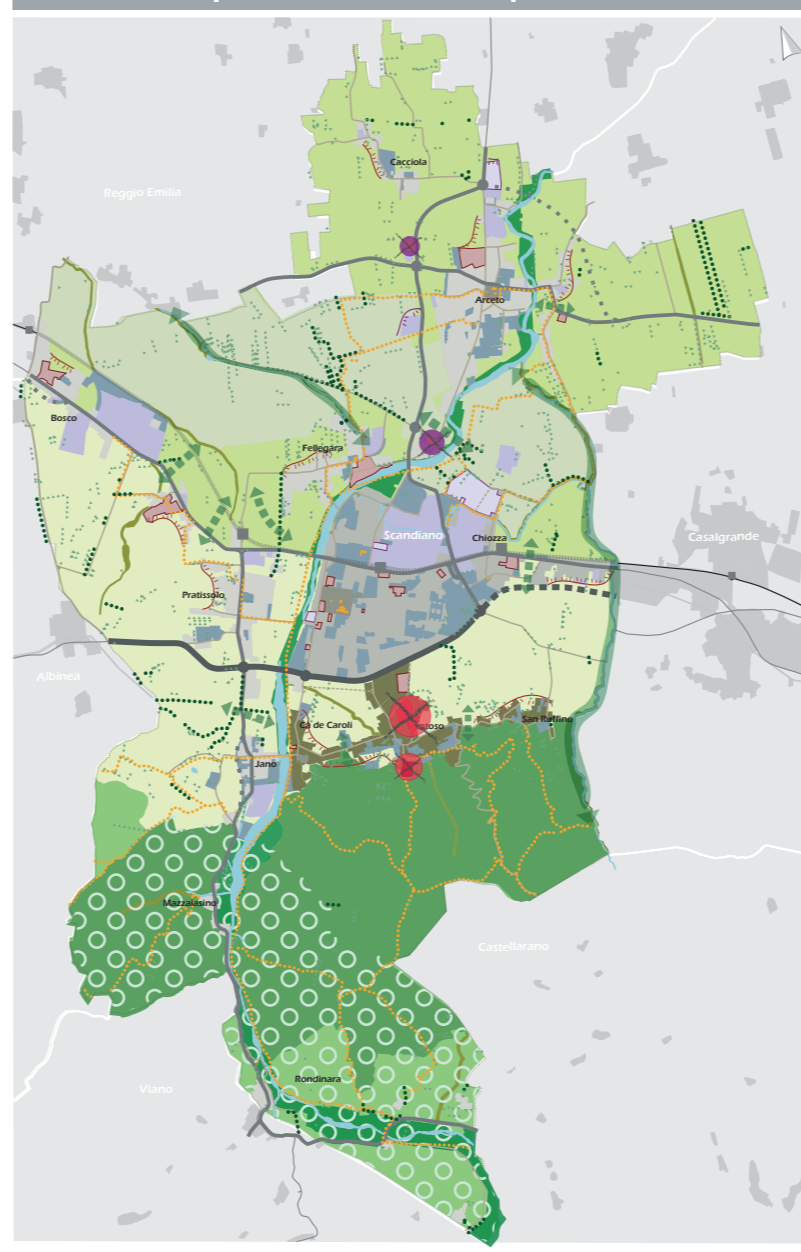 Cacciola
Reggio Emilia
Arceto
Bosco
Fellegara
Scandiano
Chiozza
Casalgrande
Pratissolo
Albinea
Ca de Caroli
San Ruffino
Jano
Mazzalasino
Castellarano
Rondinara
Viano